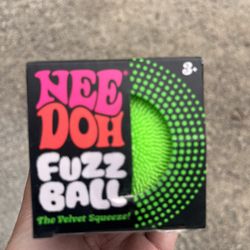 3+
NEE
DOH
FUZZ
BALL
The Velvet Squeeze!